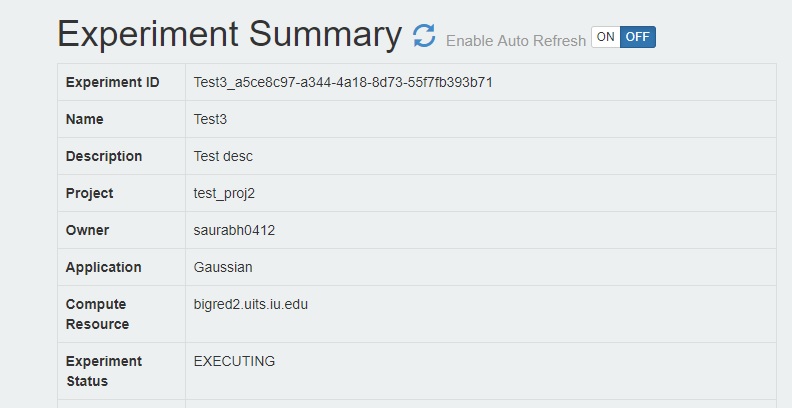 Experiment Summary Enable Auto Refresh ON OFF
Experiment ID Test3_a5ce8c97-a344-4a18-8d73-55f7fb393b71
Name Test3
Description Test desc
Project test_proj2
Owner saurabh0412
Application Gaussian
Compute bigred2.uits.iu.edu
Resource
Experiment EXECUTING
Status